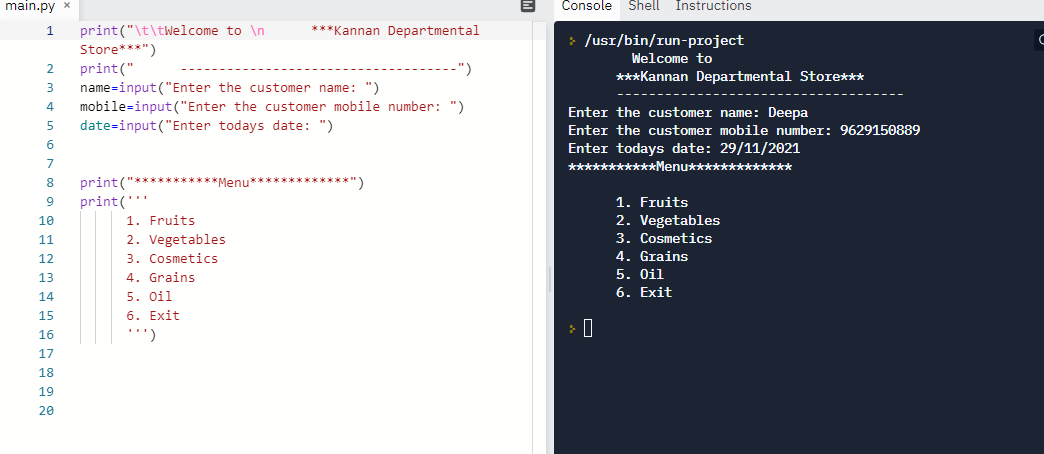 main.py ×
1 print("\t\tWelcome to \n      ***Kannan Departmental
Store***")
2 print("      ------------------------------------")
3 name=input("Enter the customer name: ")
4 mobile=input("Enter the customer mobile number: ")
5 date=input("Enter todays date: ")
6
7
8 print("***********Menu*************")
9 print('''
10       1. Fruits
11       2. Vegetables
12       3. Cosmetics
13       4. Grains
14       5. Oil
15       6. Exit
16       ''')
17
18
19
20
Console Shell Instructions
> /usr/bin/run-project
        Welcome to
      ***Kannan Departmental Store***
      ------------------------------------
Enter the customer name: Deepa
Enter the customer mobile number: 9629150889
Enter todays date: 29/11/2021
***********Menu*************
      1. Fruits
      2. Vegetables
      3. Cosmetics
      4. Grains
      5. Oil
      6. Exit
>